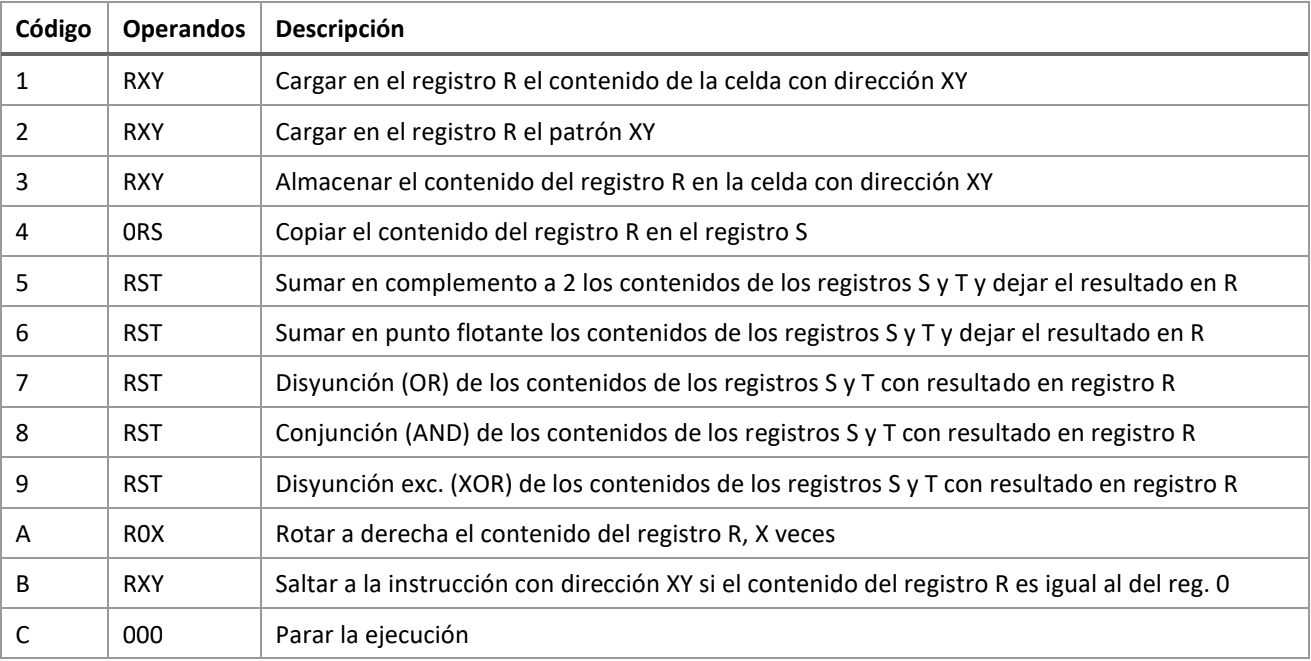 Código Operandos Descripción
1 RXY Cargar en el registro R el contenido de la celda con dirección XY
2 RXY Cargar en el registro R el patrón XY
3 RXY Almacenar el contenido del registro R en la celda con dirección XY
4 0RS Copiar el contenido del registro R en el registro S
5 RST Sumar en complemento a 2 los contenidos de los registros S y T y dejar el resultado en R
6 RST Sumar en punto flotante los contenidos de los registros S y T y dejar el resultado en R
7 RST Disyunción (OR) de los contenidos de los registros S y T con resultado en registro R
8 RST Conjunción (AND) de los contenidos de los registros S y T con resultado en registro R
9 RST Disyunción exc. (XOR) de los contenidos de los registros S y T con resultado en registro R
A R0X Rotar a derecha el contenido del registro R, X veces
B RXY Saltar a la instrucción con dirección XY si el contenido del registro R es igual al del reg. 0
C 000 Parar la ejecución